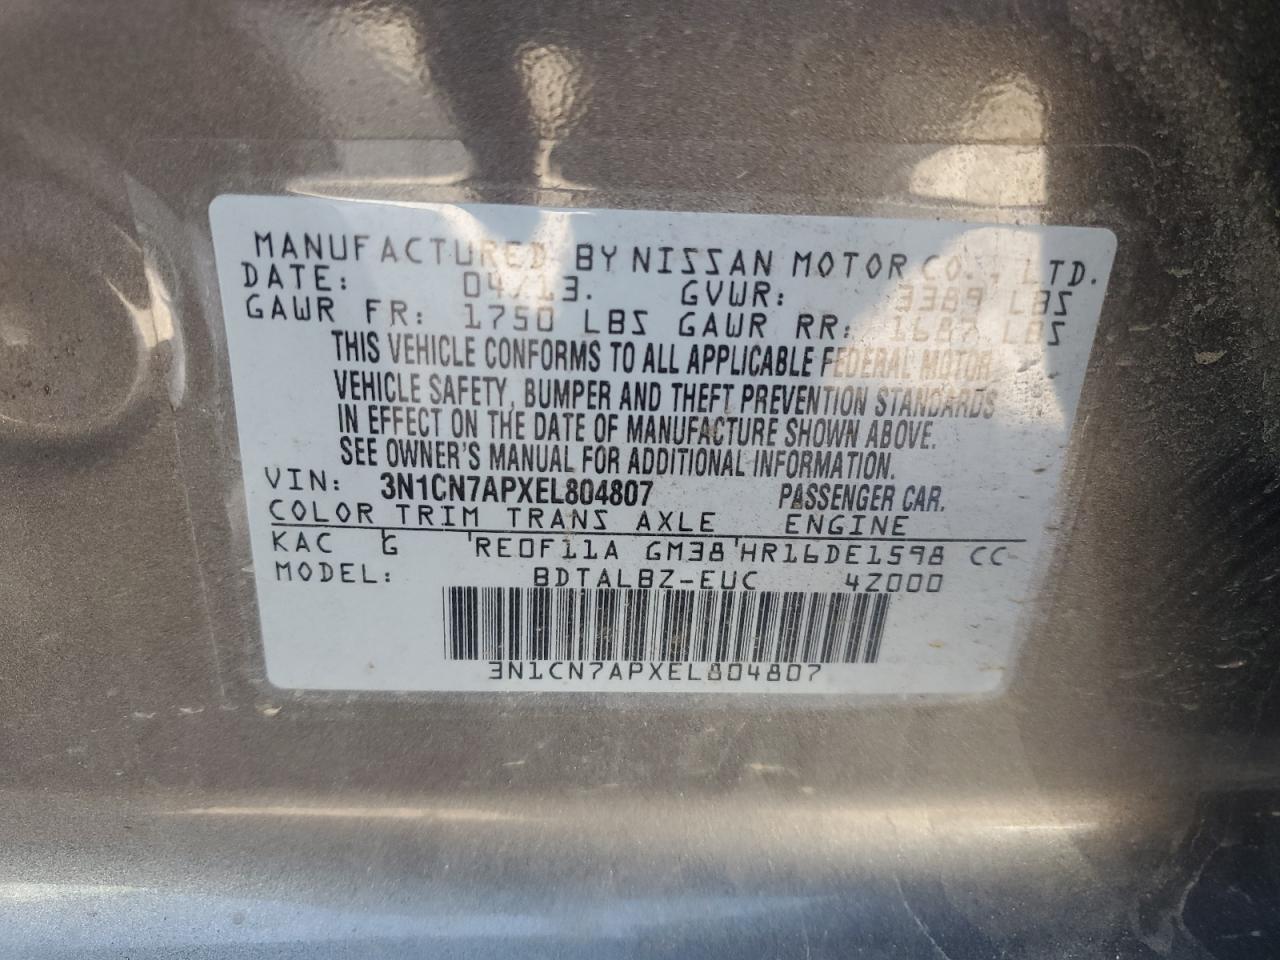 MANUFACTURED BY NISSAN MOTOR CO., LTD.
DATE: 04/13. GVWR: 3389 LBS
GAWR FR: 1750 LBS GAWR RR: 1687 LBS
THIS VEHICLE CONFORMS TO ALL APPLICABLE FEDERAL MOTOR
VEHICLE SAFETY, BUMPER AND THEFT PREVENTION STANDARDS
IN EFFECT ON THE DATE OF MANUFACTURE SHOWN ABOVE.
SEE OWNER'S MANUAL FOR ADDITIONAL INFORMATION.
VIN: 3N1CN7APXEL804807 PASSENGER CAR.
COLOR TRIM TRANS AXLE ENGINE
KAC G 'RE0F11A GM38'HR16DE1598 CC
MODEL: BDTALBZ-EUC 4Z000
3N1CN7APXEL804807